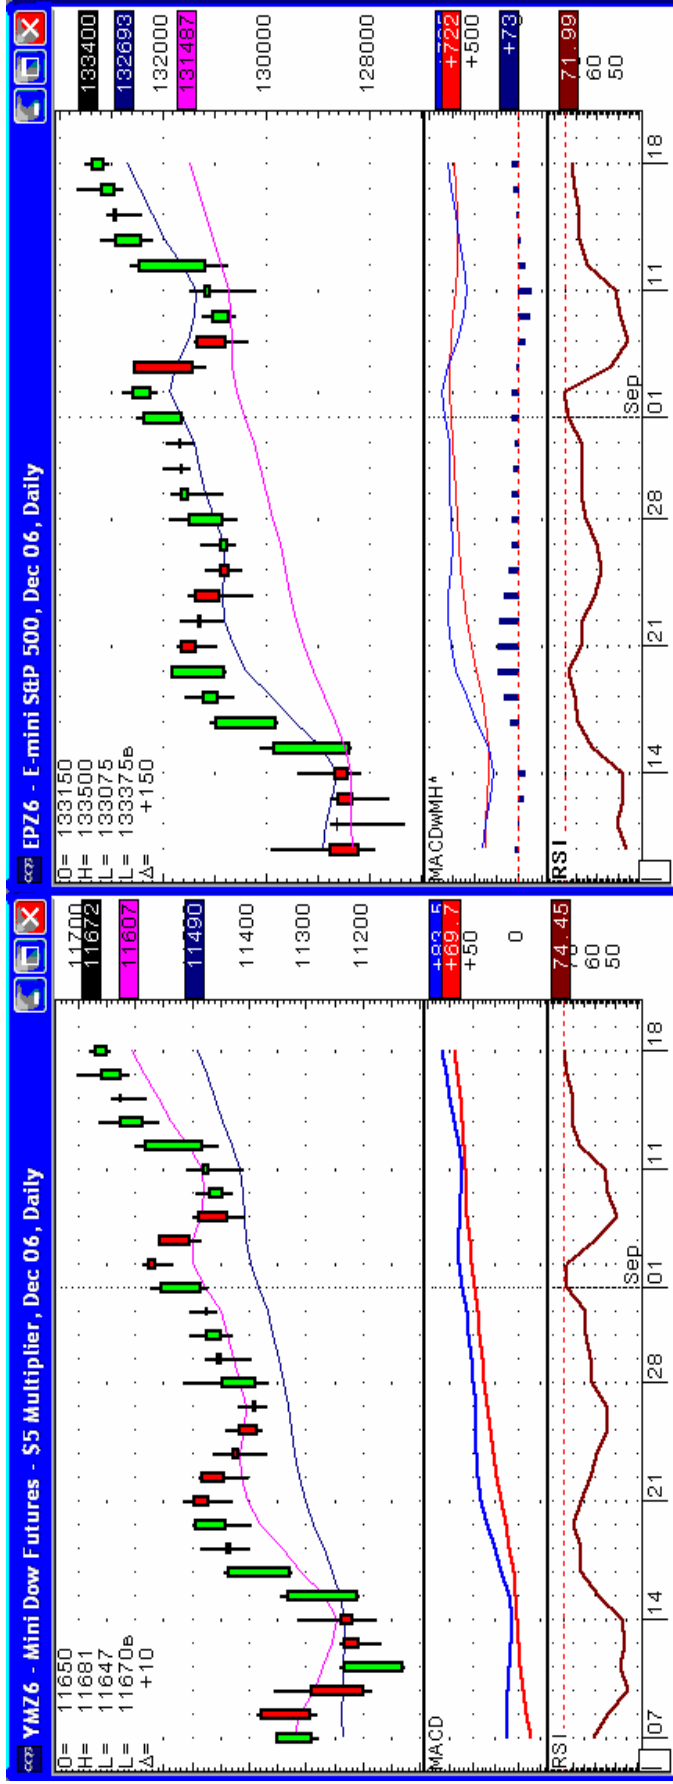 YMZ6 - Mini Dow Futures - $5 Multiplier, Dec 06, Daily
O= 11650
H= 11681
L= 11647
L= 11670B
Δ= +10
11700
11672
11607
11490
11400
11300
11200
MACD
+69.7
+50
0
RSI
74.45
60
50
Sep
07
14
21
28
01
11
18
EPZ6 - E-mini S&P 500, Dec 06, Daily
O= 133150
H= 133500
L= 133075
L= 133375B
Δ= +150
133400
132693
132000
131487
130000
128000
MACDwMH^
+722
+500
+73
RSI
71.99
60
50
Sep
14
21
28
01
11
18